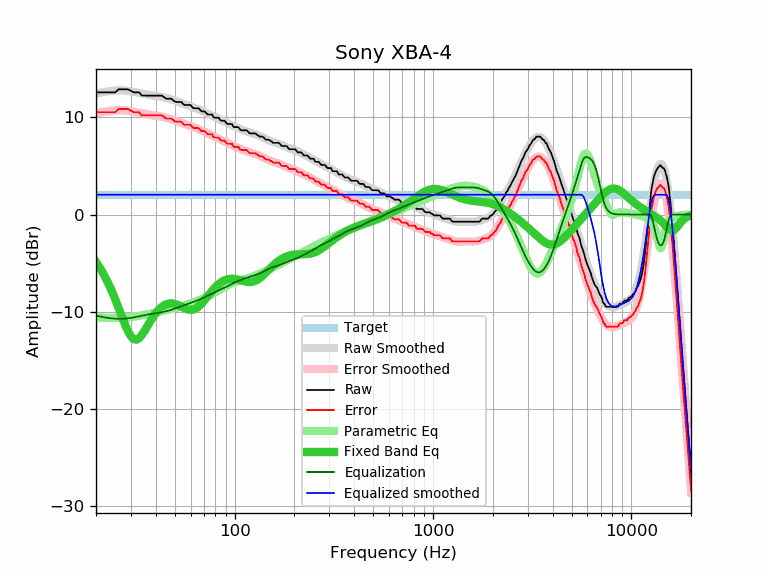 Sony XBA-4
10
0
−10
−20
−30
Amplitude (dBr)
Target
Raw Smoothed
Error Smoothed
Raw
Error
Parametric Eq
Fixed Band Eq
Equalization
Equalized smoothed
100
1000
10000
Frequency (Hz)